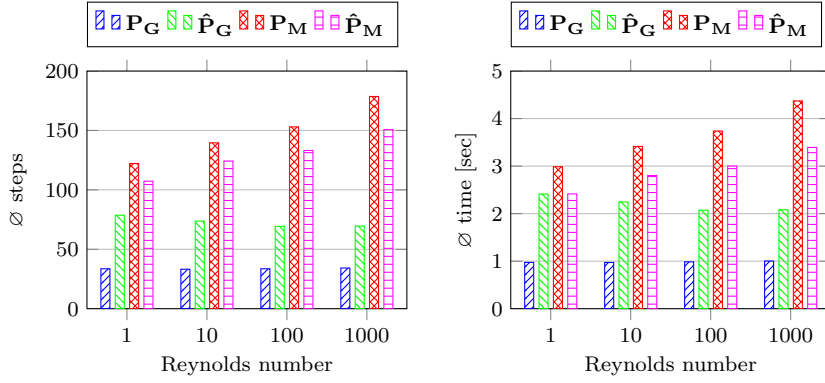 P_G P̂_G P_M P̂_M
200
150
100
50
0
∅ steps
1 10 100 1000
Reynolds number
P_G P̂_G P_M P̂_M
5
4
3
2
1
0
∅ time [sec]
1 10 100 1000
Reynolds number